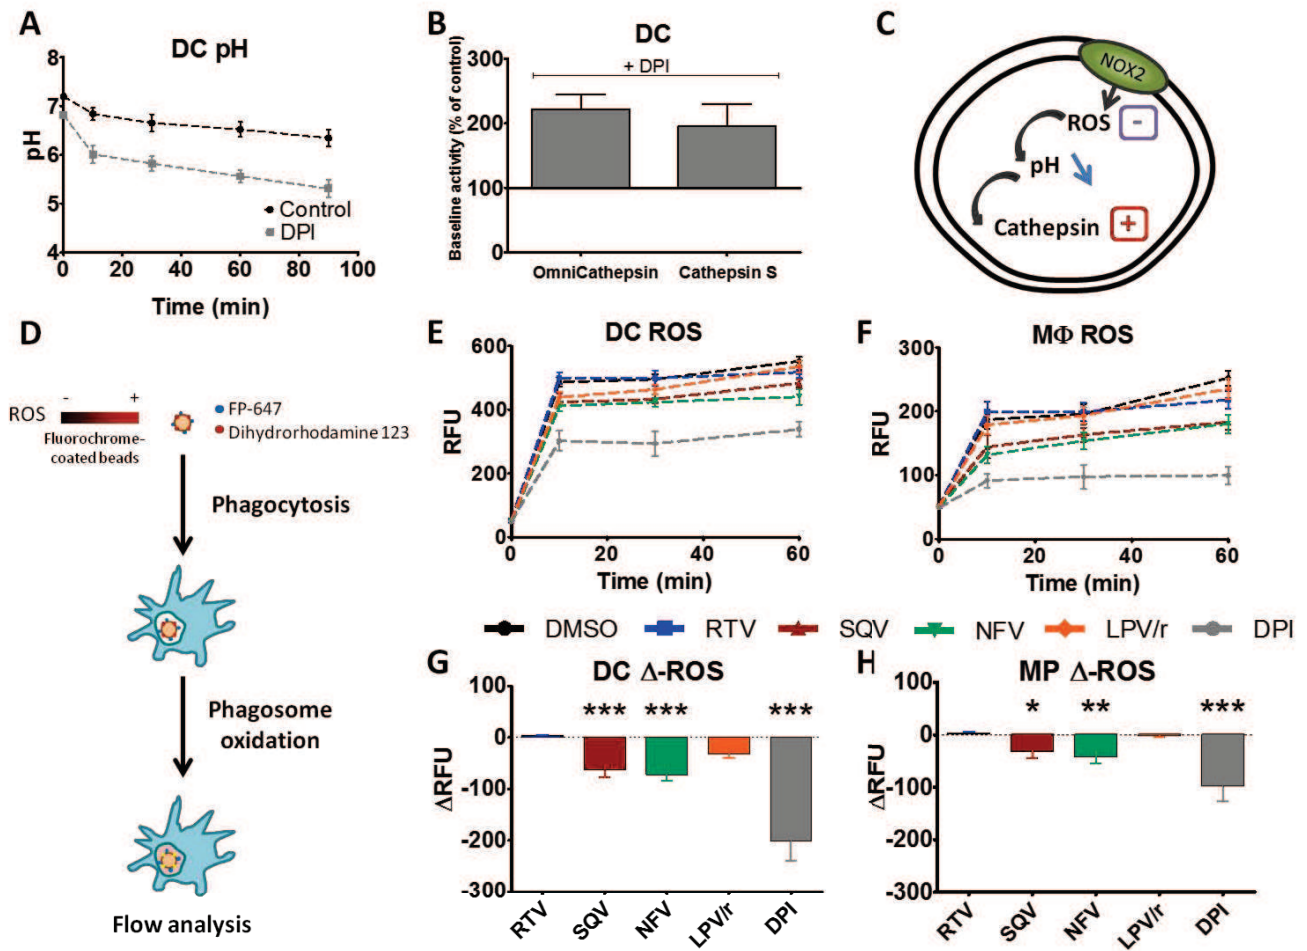 A
DC pH
8
7
6
5
4
pH
Control
DPI
0
20
40
60
80
100
Time (min)
B
DC
+ DPI
300
200
100
0
Baseline activity (% of control)
OmniCathepsin
Cathepsin S
C
NOX2
ROS
-
pH
Cathepsin
+
D
- +
ROS
Fluorochrome-
coated beads
FP-647
Dihydrorhodamine 123
Phagocytosis
Phagosome
oxidation
Flow analysis
E
DC ROS
600
400
200
0
RFU
0
20
40
60
Time (min)
F
MΦ ROS
300
200
100
0
RFU
0
20
40
60
Time (min)
DMSO
RTV
SQV
NFV
LPV/r
DPI
G
DC Δ-ROS
100
0
-100
-200
-300
ΔRFU
***
***
***
RTV
SQV
NFV
LPV/r
DPI
H
MP Δ-ROS
100
0
-100
-200
-300
ΔRFU
*
**
***
RTV
SQV
NFV
LPV/r
DPI